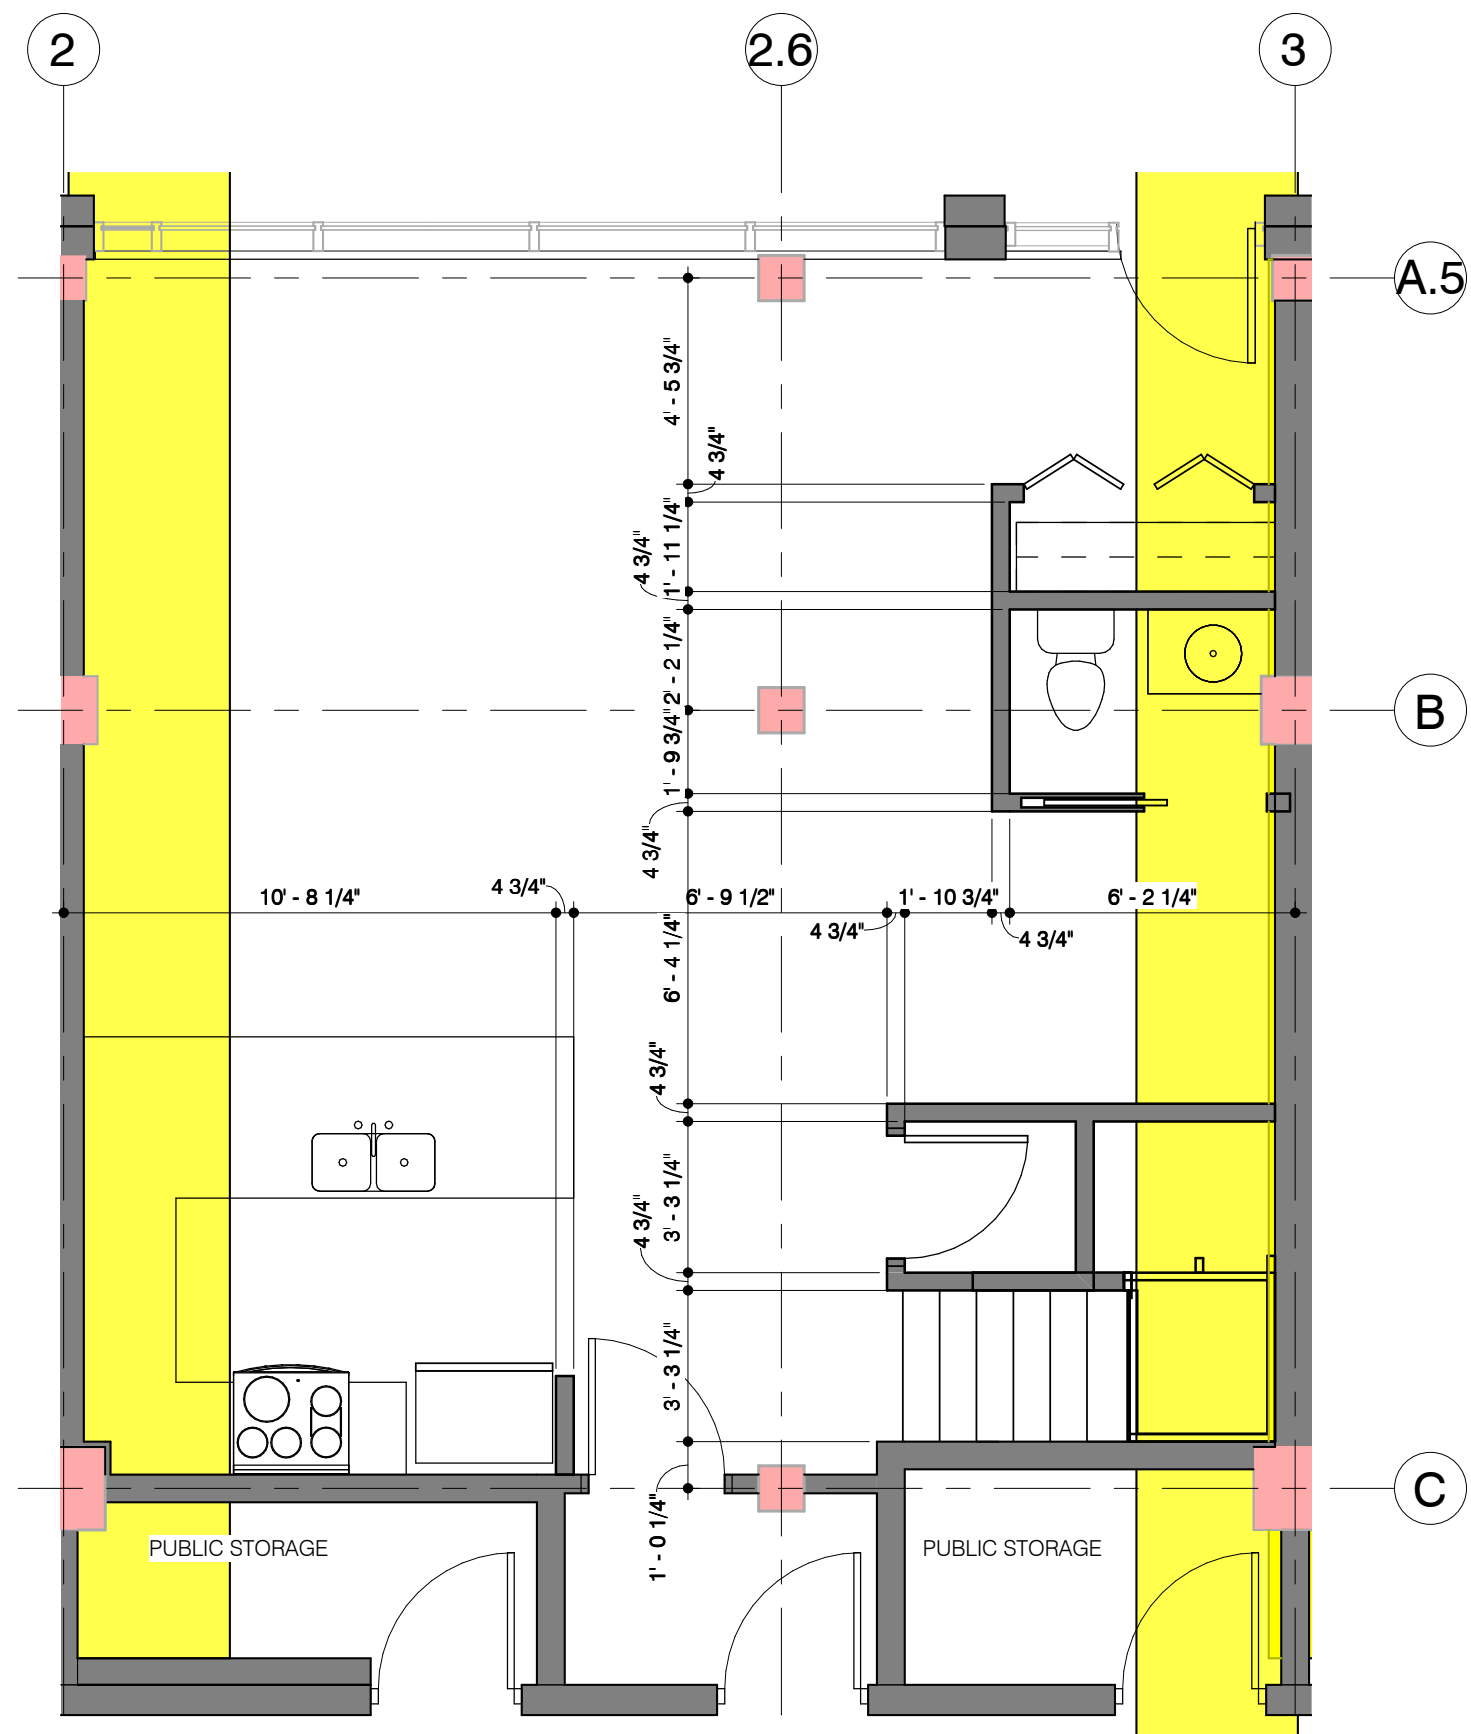 2
2.6
3
A.5
4' - 5 3/4"
4 3/4"
1' - 11 1/4"
4 3/4"
2' - 2 1/4"
B
1' - 9 3/4"
4 3/4"
10' - 8 1/4"
4 3/4"
6' - 9 1/2"
1' - 10 3/4"
6' - 2 1/4"
4 3/4"
4 3/4"
6' - 4 1/4"
4 3/4"
3' - 3 1/4"
4 3/4"
3' - 3 1/4"
C
1' - 0 1/4"
PUBLIC STORAGE
PUBLIC STORAGE